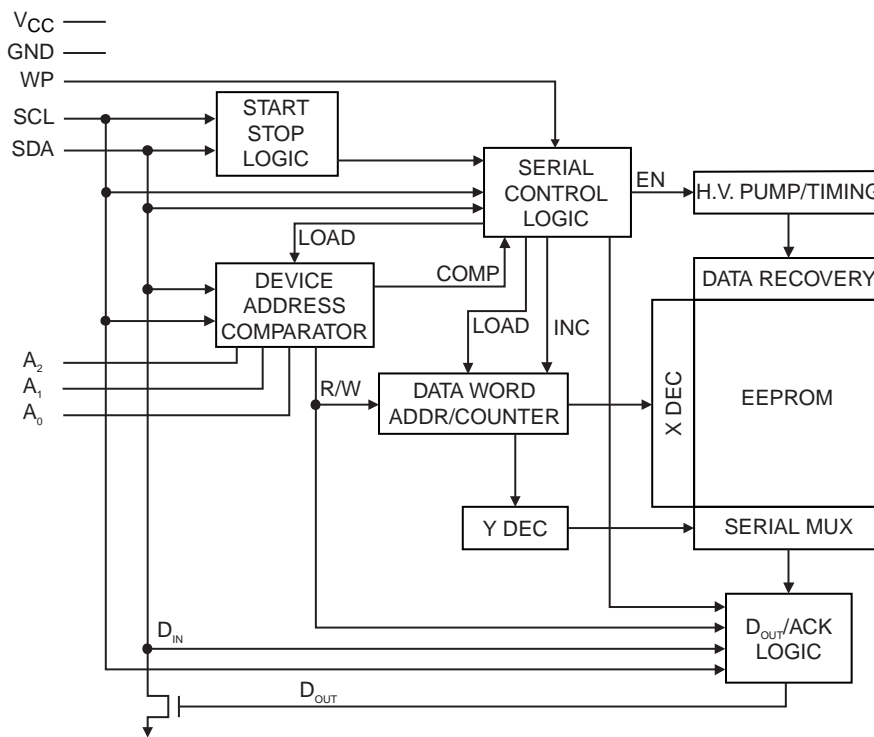 VCC
GND
WP
SCL
SDA
START
STOP
LOGIC
SERIAL
CONTROL
LOGIC
EN
H.V. PUMP/TIMING
LOAD
COMP
DEVICE
ADDRESS
COMPARATOR
DATA RECOVERY
LOAD
INC
A2
A1
A0
R/W
DATA WORD
ADDR/COUNTER
X DEC
EEPROM
Y DEC
SERIAL MUX
DIN
DOUT/ACK
LOGIC
DOUT